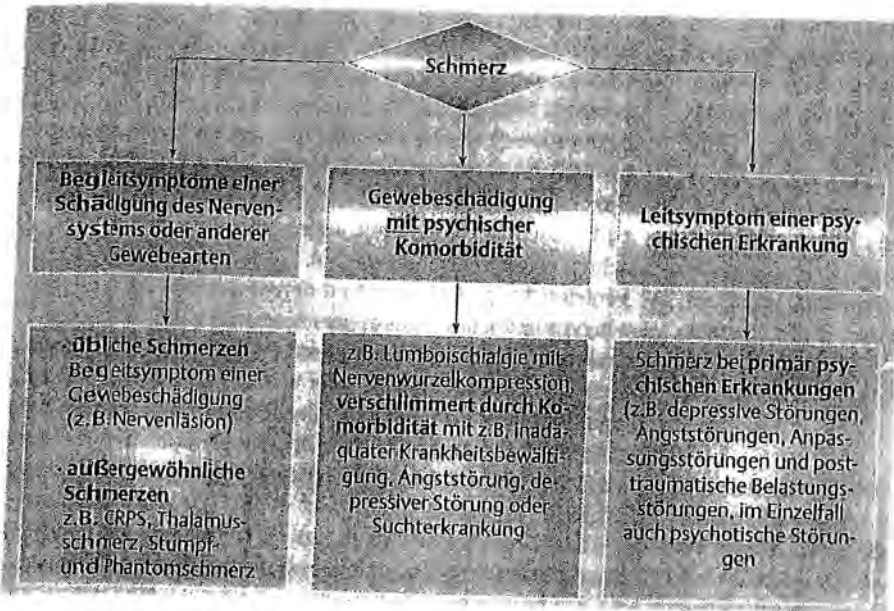 Schmerz
Begleitsymptome einer
Schädigung des Nerven-
systems oder anderer
Gewebearten
Gewebeschädigung
mit psychischer
Komorbidität
Leitsymptom einer psy-
chischen Erkrankung
· übliche Schmerzen
Begleitsymptom einer
Gewebeschädigung
(z.B. Nervenläsion)
· außergewöhnliche
Schmerzen
z.B. CRPS, Thalamus-
schmerz, Stumpf-
und Phantomschmerz
z.B. Lumboischialgie mit
Nervenwurzelkompression,
verschlimmert durch Ko-
morbidität mit z.B. inadä-
quater Krankheitsbewälti-
gung, Angststörung, de-
pressiver Störung oder
Suchterkrankung
Schmerz bei primär psy-
chischen Erkrankungen
(z.B. depressive Störungen,
Angststörungen, Anpas-
sungsstörungen und post-
traumatische Belastungs-
störungen, im Einzelfall
auch psychotische Störun-
gen